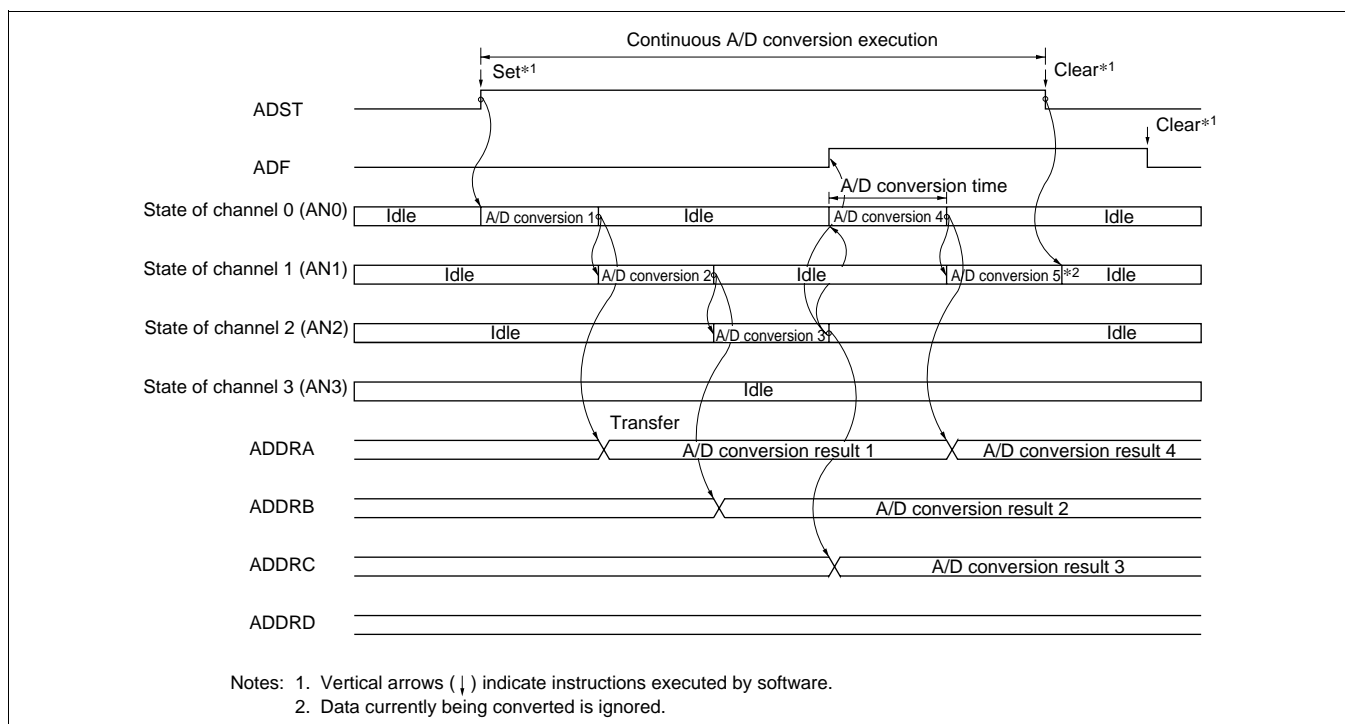 Continuous A/D conversion execution
Set*1 Clear*1
ADST
Clear*1
ADF
A/D conversion time
State of channel 0 (AN0) Idle A/D conversion 1 Idle A/D conversion 4 Idle
State of channel 1 (AN1) Idle A/D conversion 2 Idle A/D conversion 5*2 Idle
State of channel 2 (AN2) Idle A/D conversion 3 Idle
State of channel 3 (AN3) Idle
Transfer
ADDRA A/D conversion result 1 A/D conversion result 4
ADDRB A/D conversion result 2
ADDRC A/D conversion result 3
ADDRD
Notes: 1. Vertical arrows (↓) indicate instructions executed by software.
2. Data currently being converted is ignored.